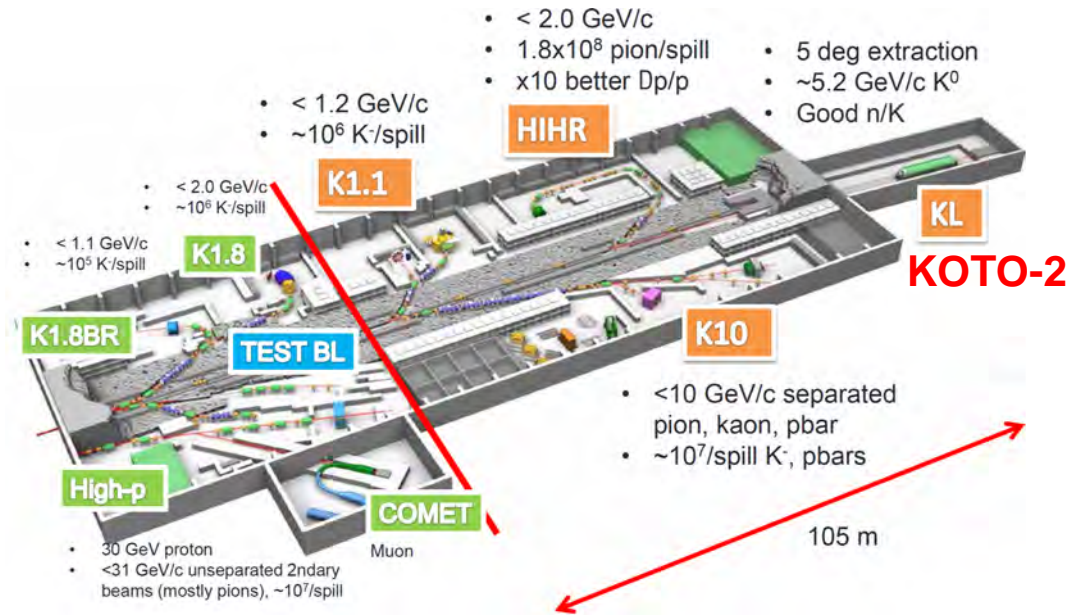 • < 2.0 GeV/c
• 1.8x10⁸ pion/spill
• x10 better Dp/p
HIHR
• 5 deg extraction
• ~5.2 GeV/c K⁰
• Good n/K
• < 1.2 GeV/c
• ~10⁶ K⁻/spill
K1.1
• < 2.0 GeV/c
• ~10⁶ K⁻/spill
K1.8
• < 1.1 GeV/c
• ~10⁵ K⁻/spill
K1.8BR
KL
KOTO-2
TEST BL
K10
• <10 GeV/c separated
pion, kaon, pbar
• ~10⁷/spill K⁻, pbars
High-p
COMET
Muon
105 m
• 30 GeV proton
• <31 GeV/c unseparated 2ndary
beams (mostly pions), ~10⁷/spill